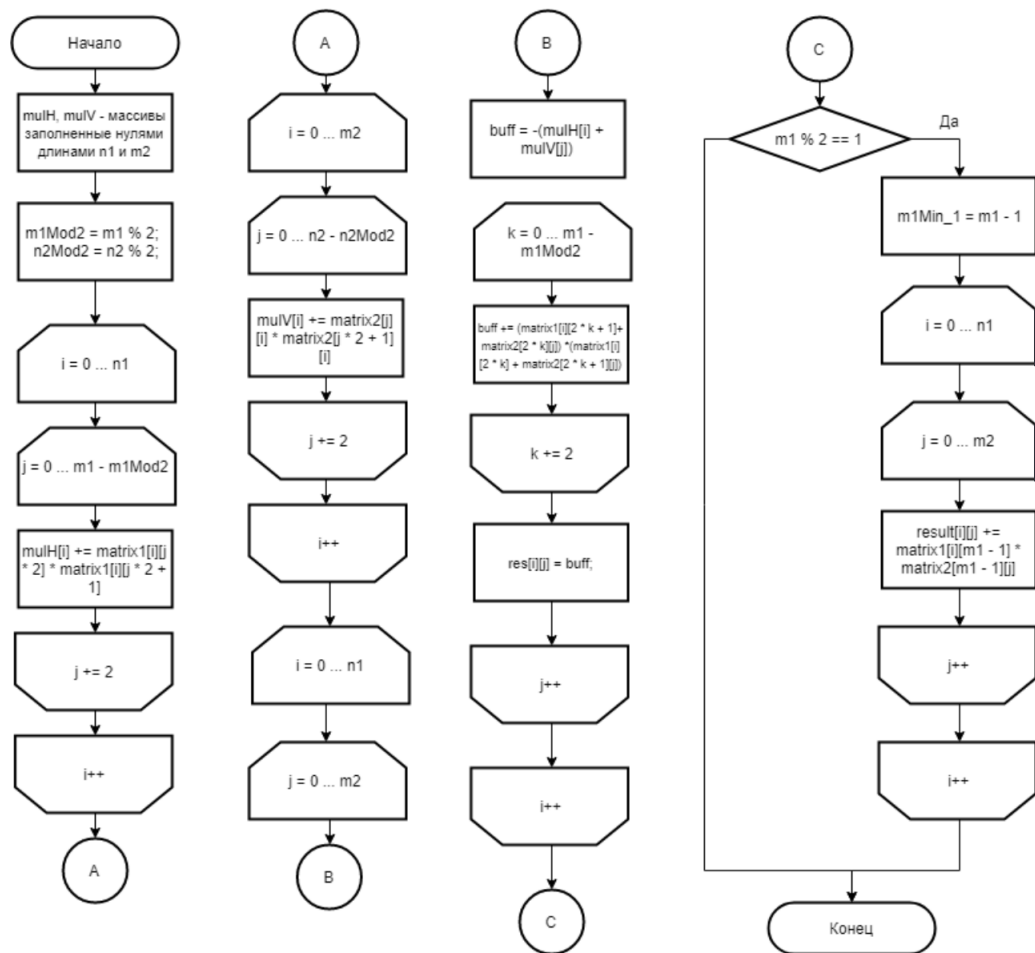 Начало
mulH, mulV - массивы
заполненные нулями
длинами n1 и m2
m1Mod2 = m1 % 2;
n2Mod2 = n2 % 2;
i = 0 ... n1
j = 0 ... m1 - m1Mod2
mulH[i] += matrix1[i][j
* 2] * matrix1[i][j * 2 +
1]
j += 2
i++
A
A
i = 0 ... m2
j = 0 ... n2 - n2Mod2
mulV[i] += matrix2[j]
[i] * matrix2[j * 2 + 1]
[i]
j += 2
i++
i = 0 ... n1
j = 0 ... m2
B
B
buff = -(mulH[i] +
mulV[j])
k = 0 ... m1 -
m1Mod2
buff += (matrix1[i][2 * k + 1]+
matrix2[2 * k][j]) *(matrix1[i]
[2 * k] + matrix2[2 * k + 1][j])
k += 2
res[i][j] = buff;
j++
i++
C
C
m1 % 2 == 1
Да
m1Min_1 = m1 - 1
i = 0 ... n1
j = 0 ... m2
result[i][j] +=
matrix1[i][m1 - 1] *
matrix2[m1 - 1][j]
j++
i++
Конец